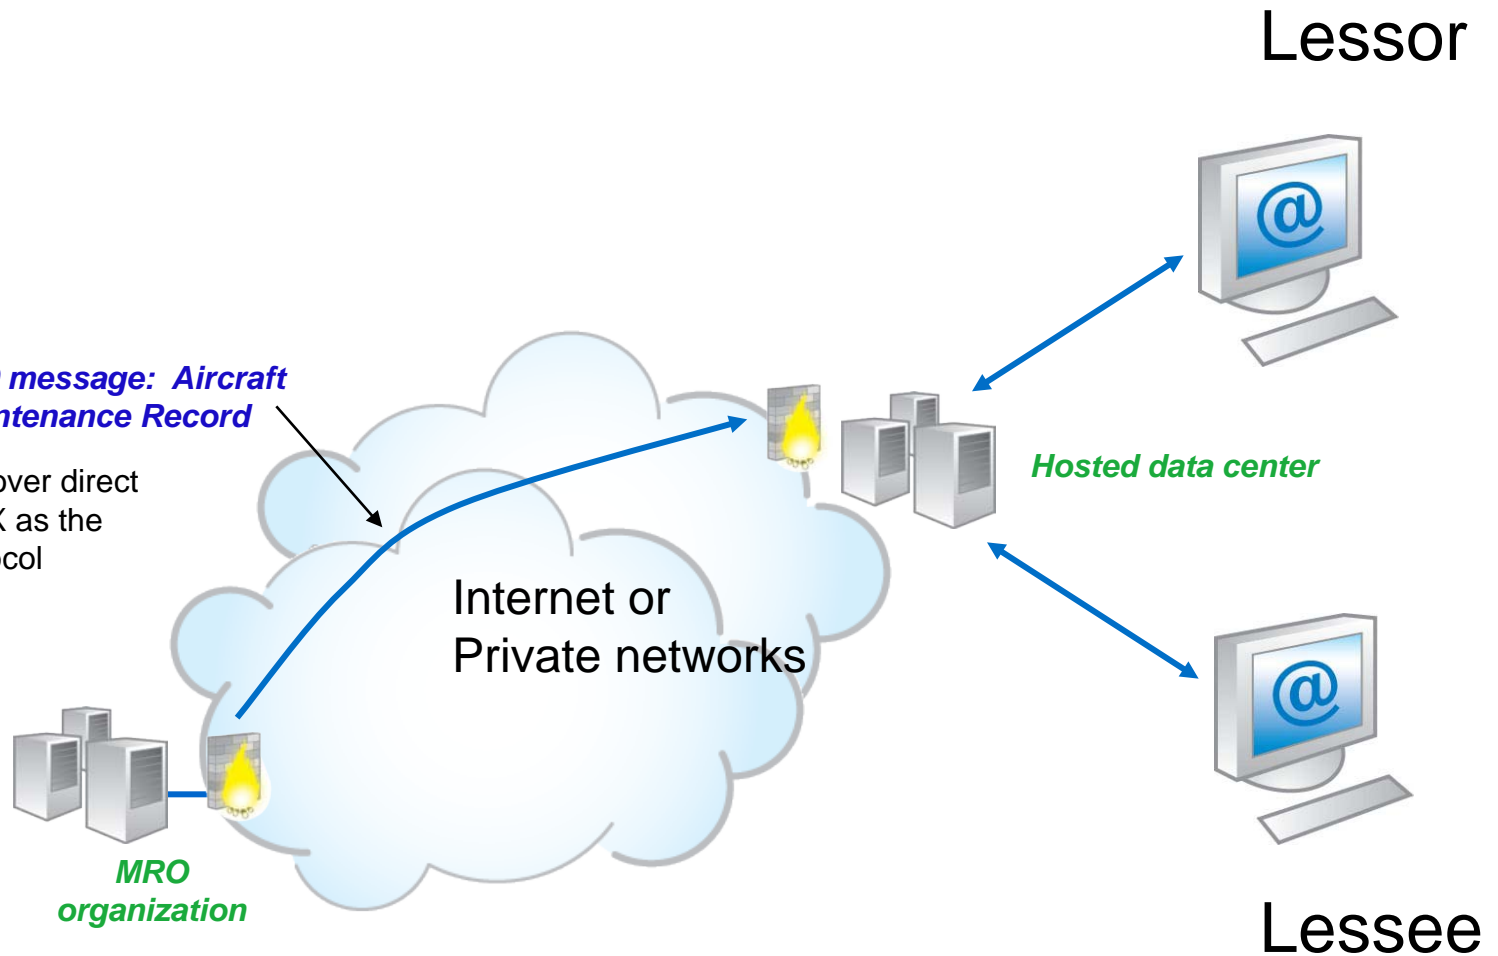 Lessor
message: Aircraft
ntenance Record
over direct
X as the
ocol
Hosted data center
Internet or
Private networks
MRO
organization
Lessee
@
@